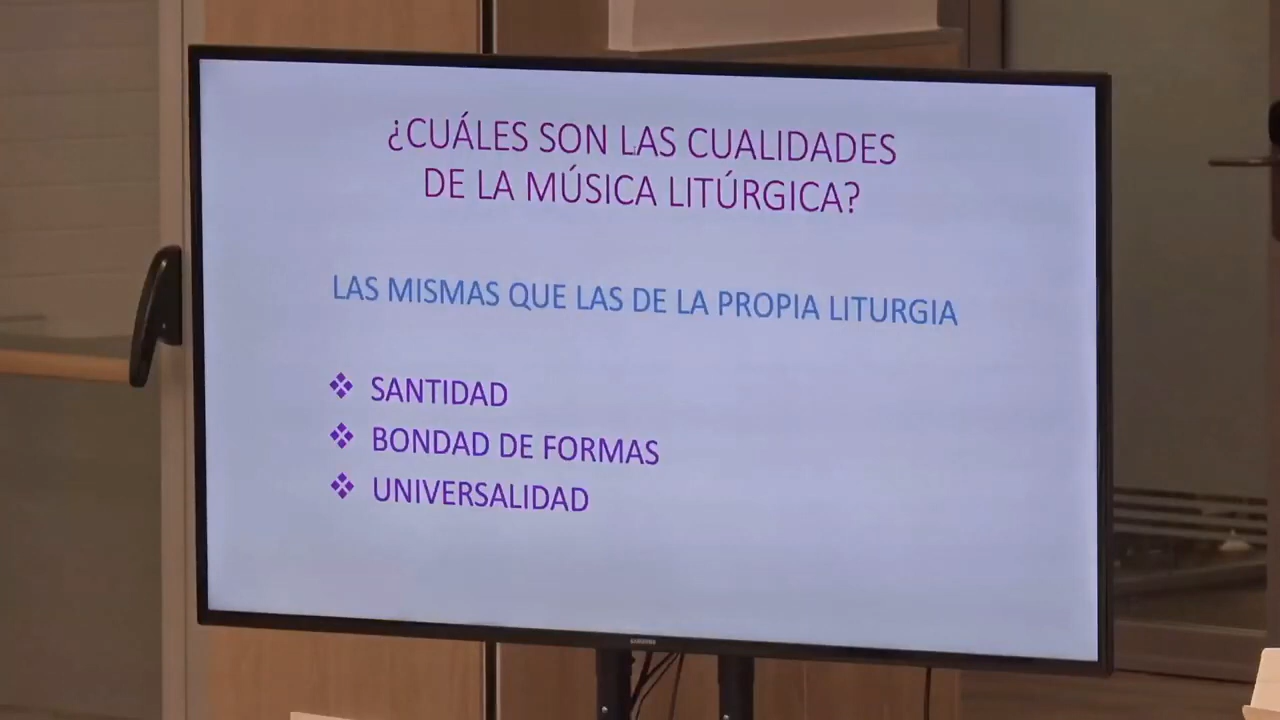 ¿CUÁLES SON LAS CUALIDADES
DE LA MÚSICA LITÚRGICA?
LAS MISMAS QUE LAS DE LA PROPIA LITURGIA
❖ SANTIDAD
❖ BONDAD DE FORMAS
❖ UNIVERSALIDAD
SAMSUNG